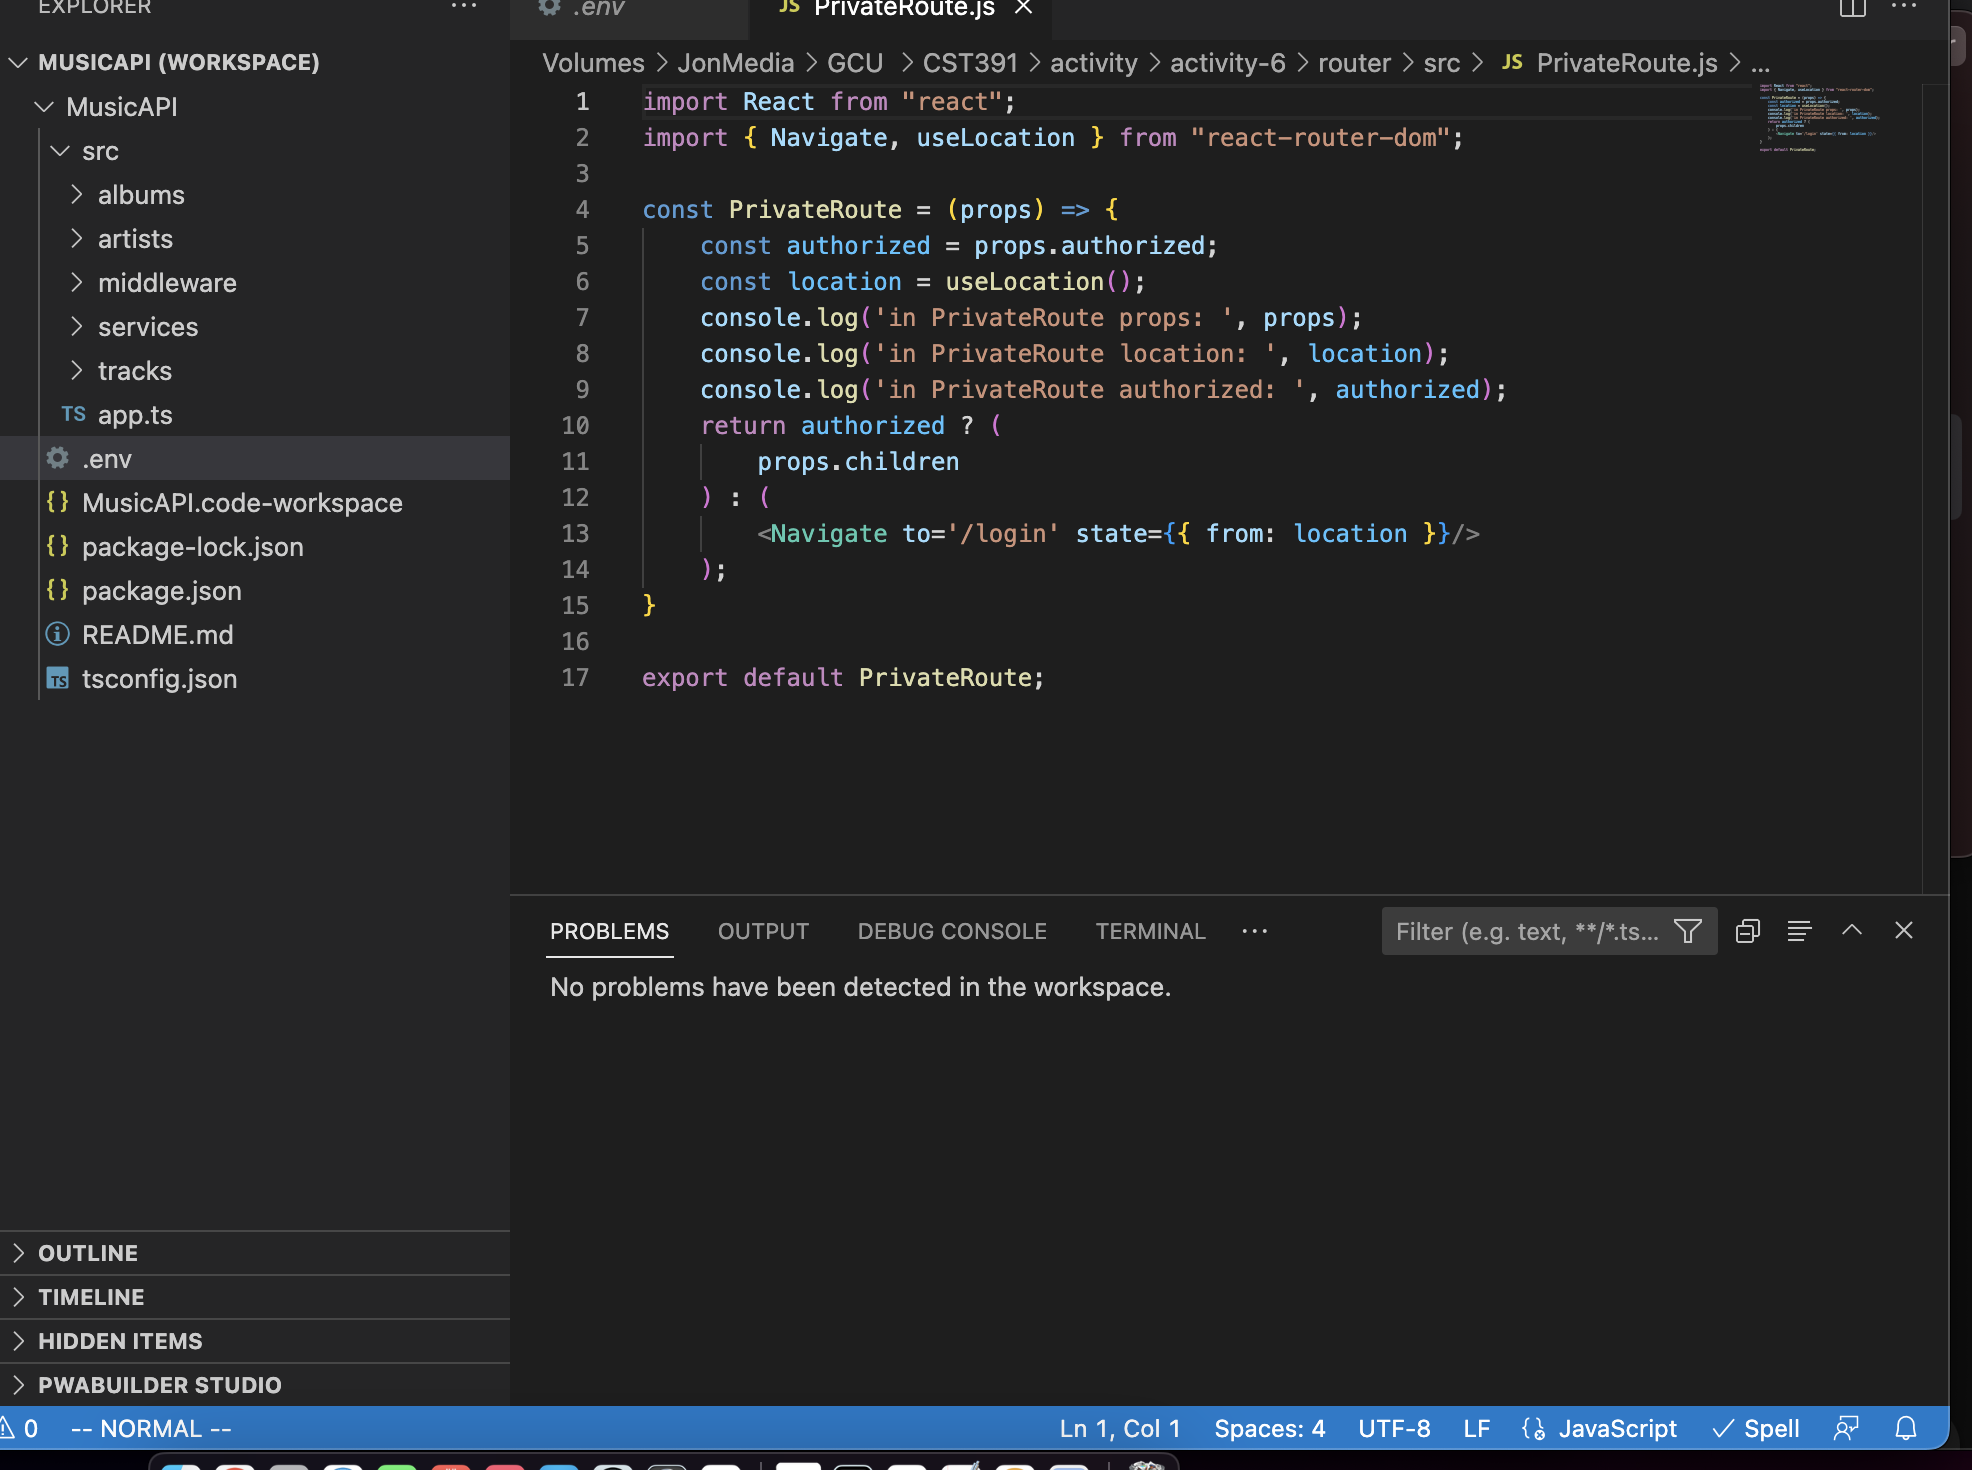 EXPLORER
MUSICAPI (WORKSPACE)
MusicAPI
src
albums
artists
middleware
services
tracks
TS app.ts
.env
{} MusicAPI.code-workspace
{} package-lock.json
{} package.json
README.md
TS tsconfig.json
OUTLINE
TIMELINE
HIDDEN ITEMS
PWABUILDER STUDIO
.env
JS PrivateRoute.js
Volumes > JonMedia > GCU > CST391 > activity > activity-6 > router > src > JS PrivateRoute.js > ...
1 import React from "react";
2 import { Navigate, useLocation } from "react-router-dom";
3
4 const PrivateRoute = (props) => {
5 const authorized = props.authorized;
6 const location = useLocation();
7 console.log('in PrivateRoute props: ', props);
8 console.log('in PrivateRoute location: ', location);
9 console.log('in PrivateRoute authorized: ', authorized);
10 return authorized ? (
11 props.children
12 ) : (
13 <Navigate to='/login' state={{ from: location }}/>
14 );
15 }
16
17 export default PrivateRoute;
PROBLEMS OUTPUT DEBUG CONSOLE TERMINAL ... Filter (e.g. text, **/*.ts...
No problems have been detected in the workspace.
0 -- NORMAL -- Ln 1, Col 1 Spaces: 4 UTF-8 LF {} JavaScript Spell